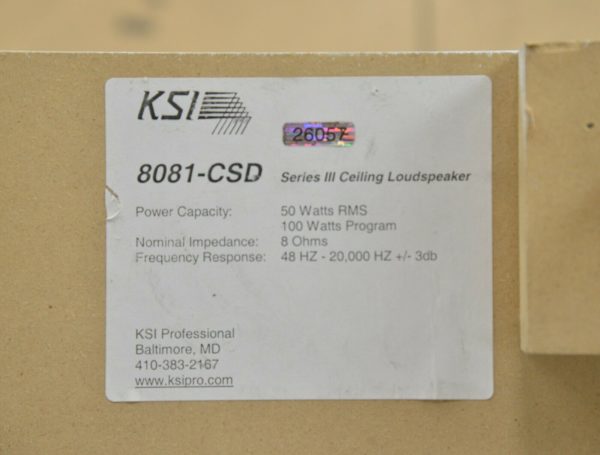 KSI
26057
8081-CSD Series III Ceiling Loudspeaker
Power Capacity: 50 Watts RMS
100 Watts Program
Nominal Impedance: 8 Ohms
Frequency Response: 48 HZ - 20,000 HZ +/- 3db
KSI Professional
Baltimore, MD
410-383-2167
www.ksipro.com